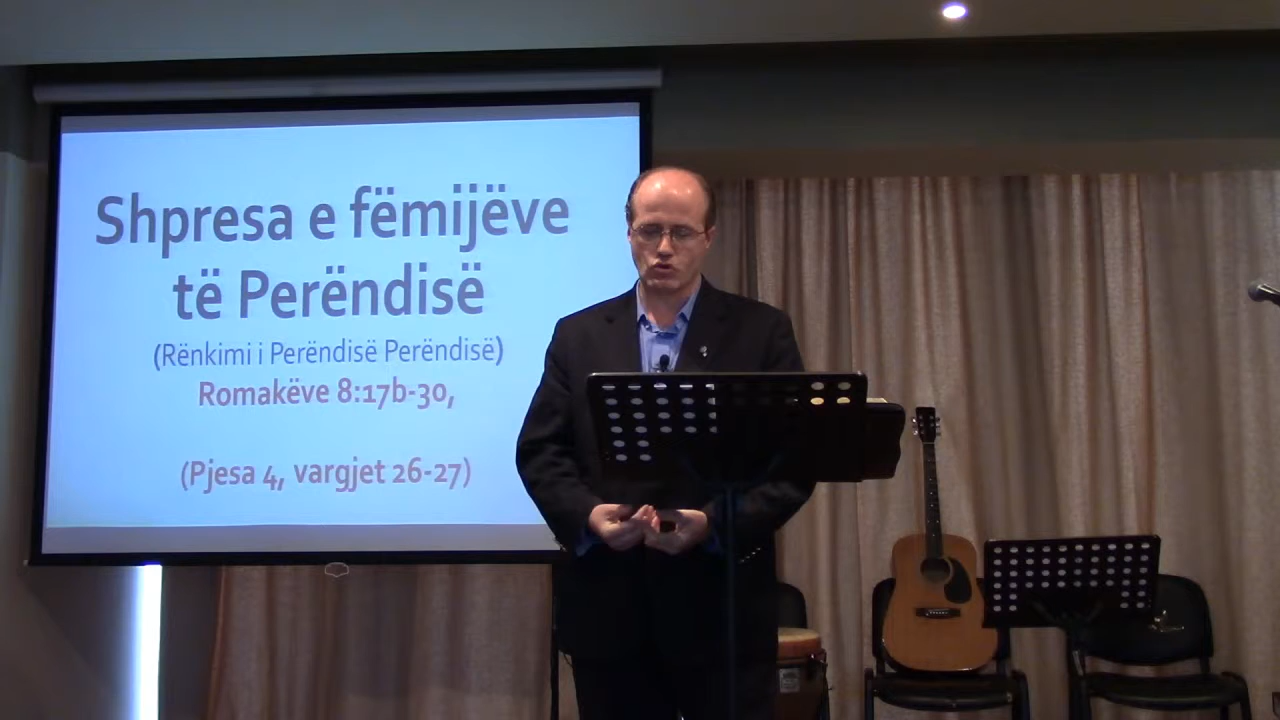 Shpresa e fëmijëve
të Perëndisë
(Rënkimi i Perëndisë Perëndisë)
Romakëve 8:17b-30,
(Pjesa 4, vargjet 26-27)